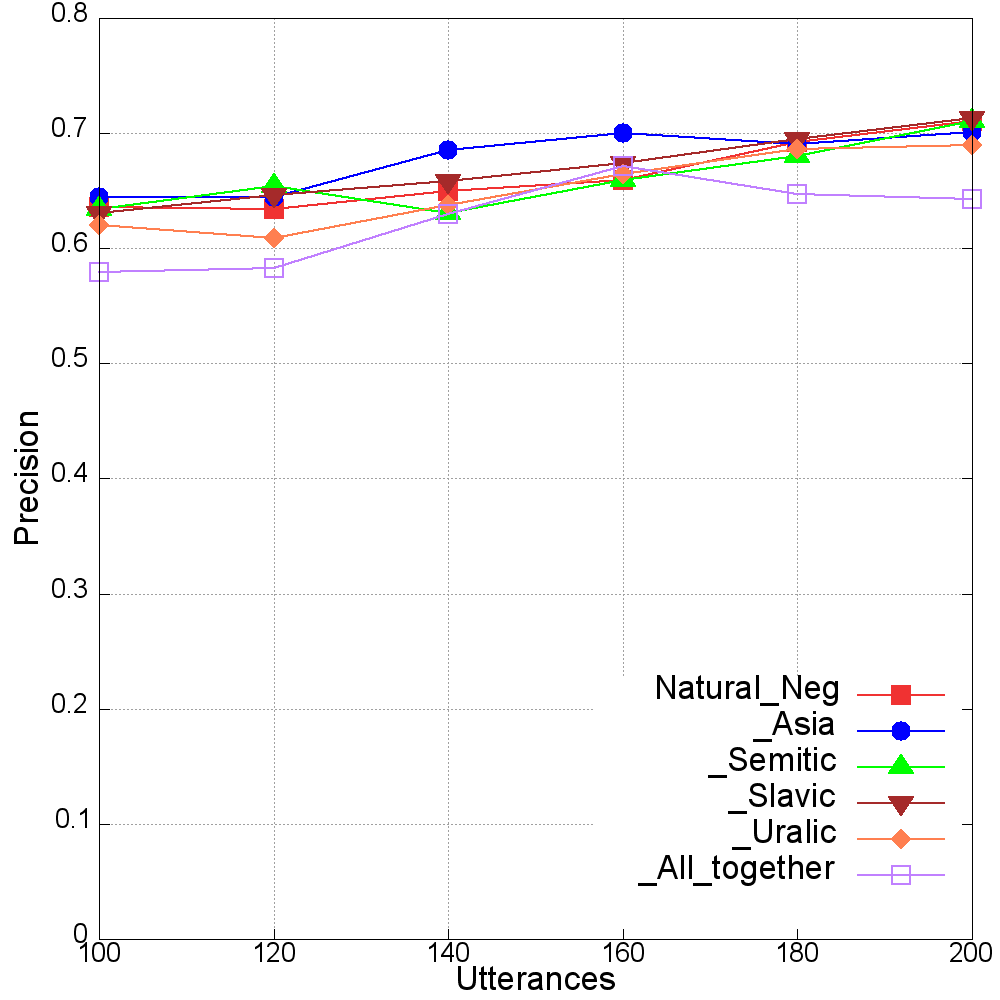 0.8
0.7
0.6
0.5
0.4
0.3
0.2
0.1
0
Precision
Natural_Neg
_Asia
_Semitic
_Slavic
_Uralic
_All_together
100 120 140 160 180 200
Utterances